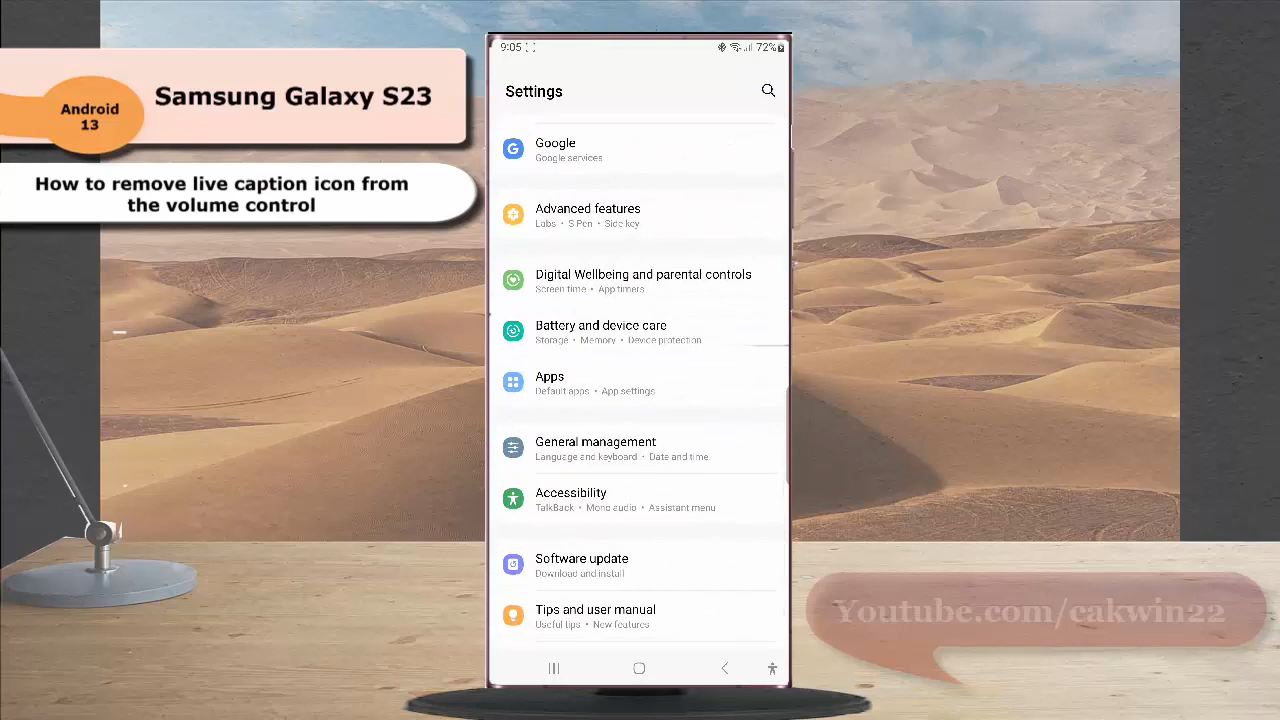 Samsung Galaxy S23
Android
13
How to remove live caption icon from
the volume control
9:05
72%
Settings
Google
Google services
Advanced features
Labs • S Pen • Side key
Digital Wellbeing and parental controls
Screen time • App timers
Battery and device care
Storage • Memory • Device protection
Apps
Default apps • App settings
General management
Language and keyboard • Date and time
Accessibility
TalkBack • Mono audio • Assistant menu
Software update
Download and install
Tips and user manual
Useful tips • New features
Youtube.com/cakwin22